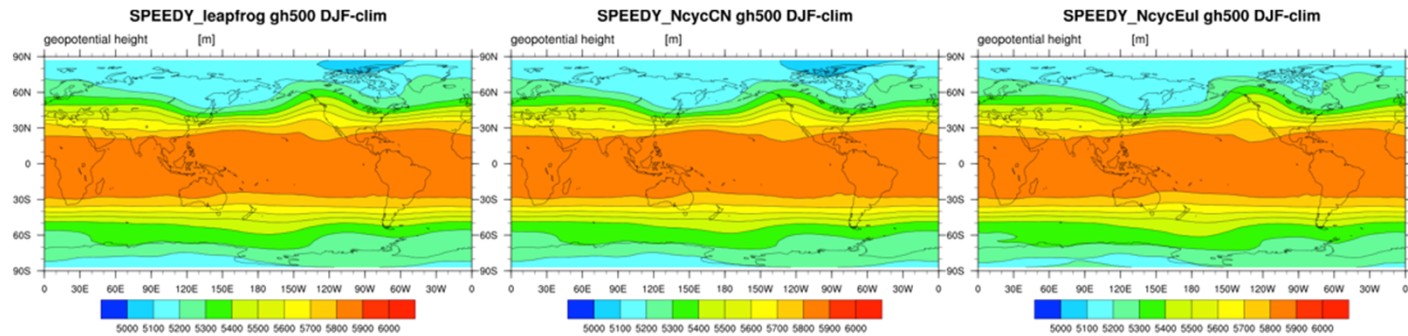 SPEEDY_leapfrog gh500 DJF-clim
geopotential height [m]
90N
60N
30N
0
30S
60S
90S
0 30E 60E 90E 120E 150E 180 150W 120W 90W 60W 30W 0
5000 5100 5200 5300 5400 5500 5600 5700 5800 5900 6000
SPEEDY_NcycCN gh500 DJF-clim
geopotential height [m]
90N
60N
30N
0
30S
60S
90S
0 30E 60E 90E 120E 150E 180 150W 120W 90W 60W 30W 0
5000 5100 5200 5300 5400 5500 5600 5700 5800 5900 6000
SPEEDY_NcycEul gh500 DJF-clim
geopotential height [m]
90N
60N
30N
0
30S
60S
90S
0 30E 60E 90E 120E 150E 180 150W 120W 90W 60W 30W 0
5000 5100 5200 5300 5400 5500 5600 5700 5800 5900 6000